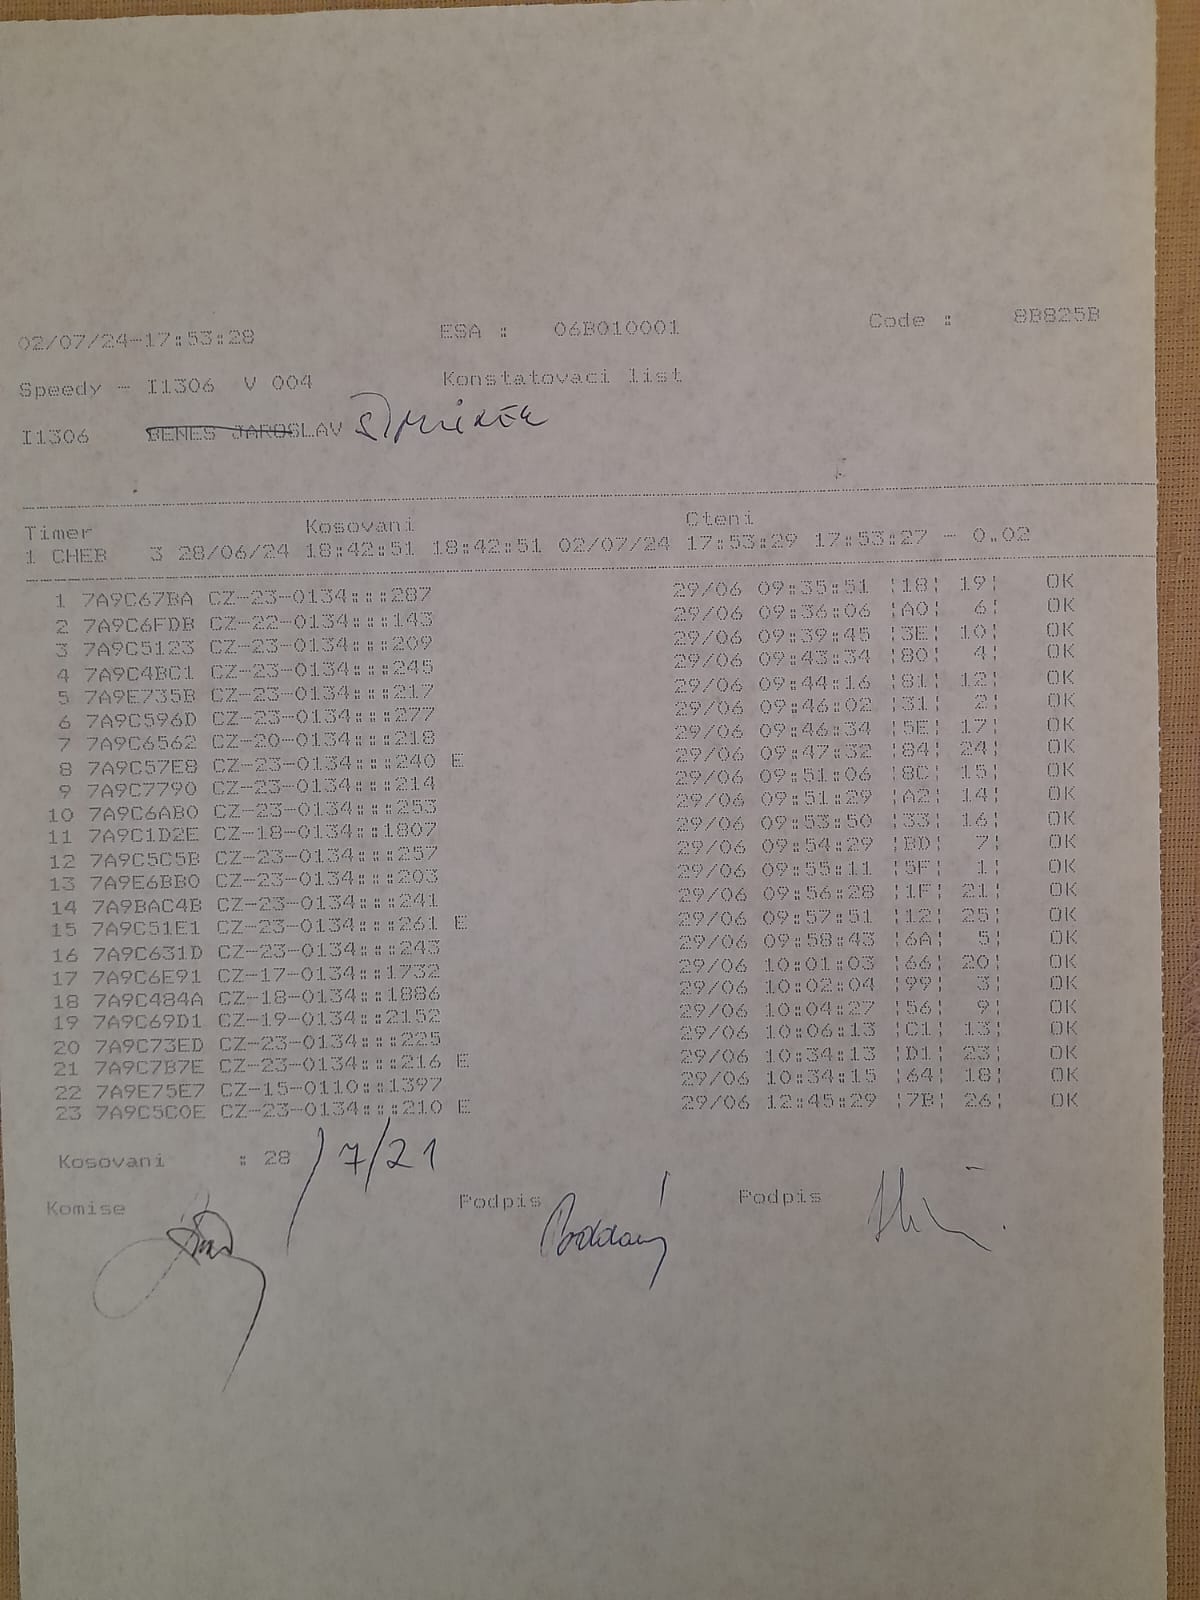 02/07/24-17:53:28 ESA : 06B010001 Code : 8B825B
Speedy - I1306 V 004 Konstatovaci list
I1306 BENES JAROSLAV
Timer Kosovani Cteni
1 CHEB 3 28/06/24 18:42:51 18:42:51 02/07/24 17:53:29 17:53:27 - 0.02
1 7A9C67BA CZ-23-0134:::287 29/06 09:35:51 ¦18¦ 19¦ OK
2 7A9C6FDB CZ-22-0134:::143 29/06 09:36:06 ¦A0¦ 6¦ OK
3 7A9C5123 CZ-23-0134:::209 29/06 09:39:45 ¦3E¦ 10¦ OK
4 7A9C4BC1 CZ-23-0134:::245 29/06 09:43:34 ¦80¦ 4¦ OK
5 7A9E735B CZ-23-0134:::217 29/06 09:44:16 ¦81¦ 12¦ OK
6 7A9C596D CZ-23-0134:::277 29/06 09:46:02 ¦31¦ 2¦ OK
7 7A9C6562 CZ-20-0134:::218 29/06 09:46:34 ¦5E¦ 17¦ OK
8 7A9C57E8 CZ-23-0134:::240 E 29/06 09:47:32 ¦84¦ 24¦ OK
9 7A9C7790 CZ-23-0134:::214 29/06 09:51:06 ¦8C¦ 15¦ OK
10 7A9C6AB0 CZ-23-0134:::253 29/06 09:51:29 ¦A2¦ 14¦ OK
11 7A9C1D2E CZ-18-0134::1807 29/06 09:53:50 ¦33¦ 16¦ OK
12 7A9C5C5B CZ-23-0134:::257 29/06 09:54:29 ¦BD¦ 7¦ OK
13 7A9E6BB0 CZ-23-0134:::203 29/06 09:55:11 ¦5F¦ 1¦ OK
14 7A9BAC4B CZ-23-0134:::241 29/06 09:56:28 ¦1F¦ 21¦ OK
15 7A9C51E1 CZ-23-0134:::261 E 29/06 09:57:51 ¦12¦ 25¦ OK
16 7A9C631D CZ-23-0134:::243 29/06 09:58:43 ¦6A¦ 5¦ OK
17 7A9C6E91 CZ-17-0134::1732 29/06 10:01:03 ¦66¦ 20¦ OK
18 7A9C484A CZ-18-0134::1886 29/06 10:02:04 ¦99¦ 3¦ OK
19 7A9C69D1 CZ-19-0134::2152 29/06 10:04:27 ¦56¦ 9¦ OK
20 7A9C73ED CZ-23-0134:::225 29/06 10:06:13 ¦C1¦ 13¦ OK
21 7A9C7B7E CZ-23-0134:::216 E 29/06 10:34:13 ¦D1¦ 23¦ OK
22 7A9E75E7 CZ-15-0110::1397 29/06 10:34:15 ¦64¦ 18¦ OK
23 7A9C5C0E CZ-23-0134:::210 E 29/06 12:45:29 ¦7B¦ 26¦ OK
Kosovani : 28 /7/21
Komise Podpis Podpis